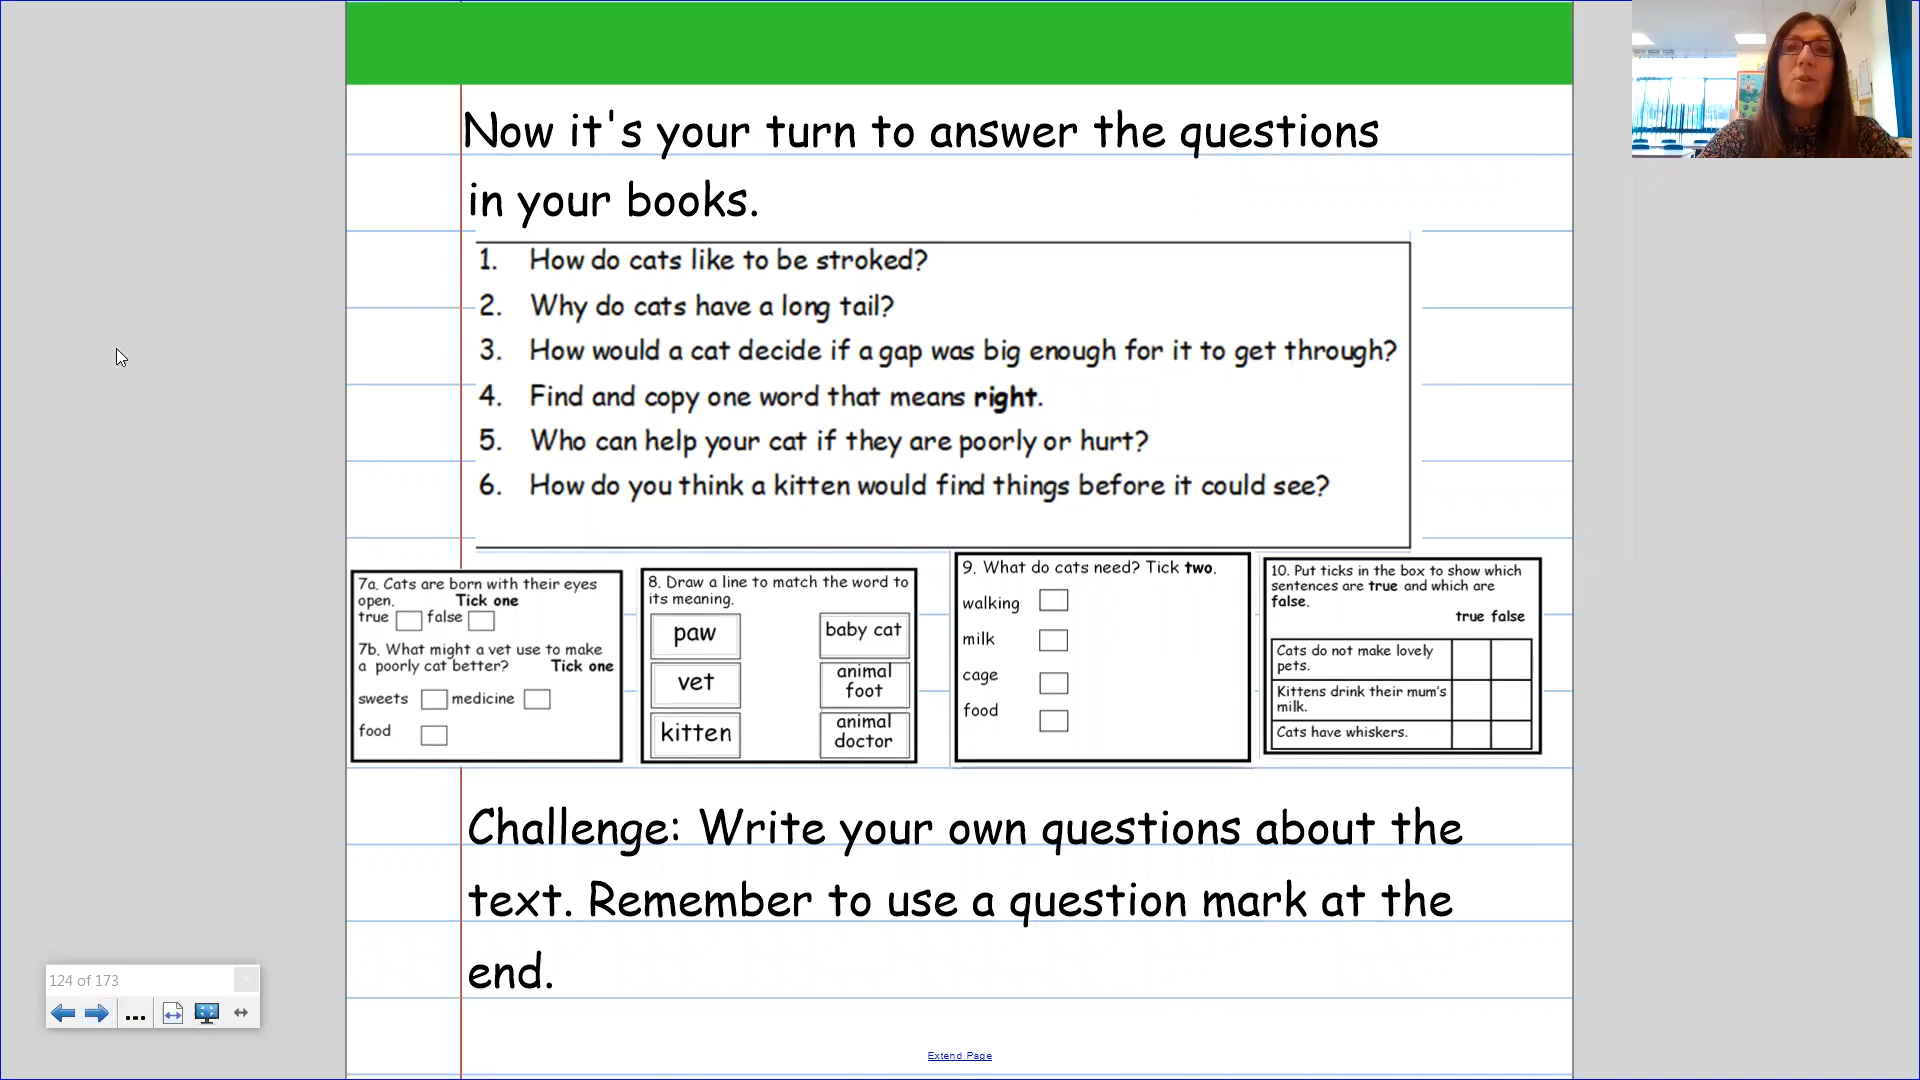 Now it's your turn to answer the questions
in your books.
1. How do cats like to be stroked?
2. Why do cats have a long tail?
3. How would a cat decide if a gap was big enough for it to get through?
4. Find and copy one word that means right.
5. Who can help your cat if they are poorly or hurt?
6. How do you think a kitten would find things before it could see?
7a. Cats are born with their eyes
open. Tick one
true false
7b. What might a vet use to make
a poorly cat better? Tick one
sweets medicine
food
8. Draw a line to match the word to
its meaning.
paw
vet
kitten
baby cat
animal
foot
animal
doctor
9. What do cats need? Tick two.
walking
milk
cage
food
10. Put ticks in the box to show which
sentences are true and which are
false.
true false
Cats do not make lovely
pets.
Kittens drink their mum's
milk.
Cats have whiskers.
Challenge: Write your own questions about the
text. Remember to use a question mark at the
end.
124 of 173
Extend Page